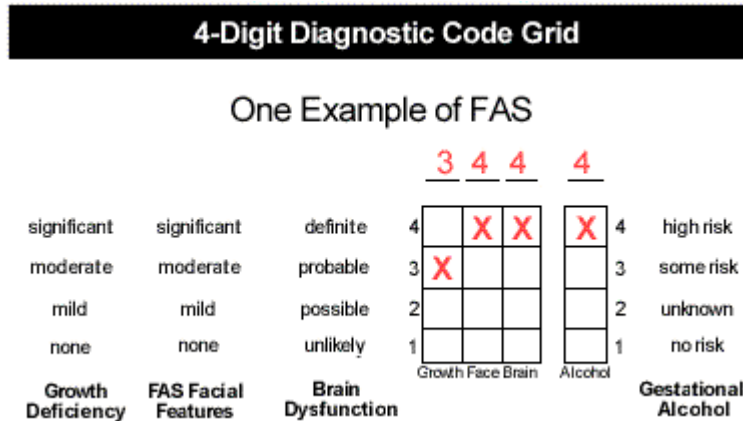 4-Digit Diagnostic Code Grid
One Example of FAS
3 4 4 4
significant significant definite 4 X X X 4 high risk
moderate moderate probable 3 X 3 some risk
mild mild possible 2 2 unknown
none none unlikely 1 1 no risk
Growth Face Brain Alcohol
Growth FAS Facial Brain Gestational
Deficiency Features Dysfunction Alcohol